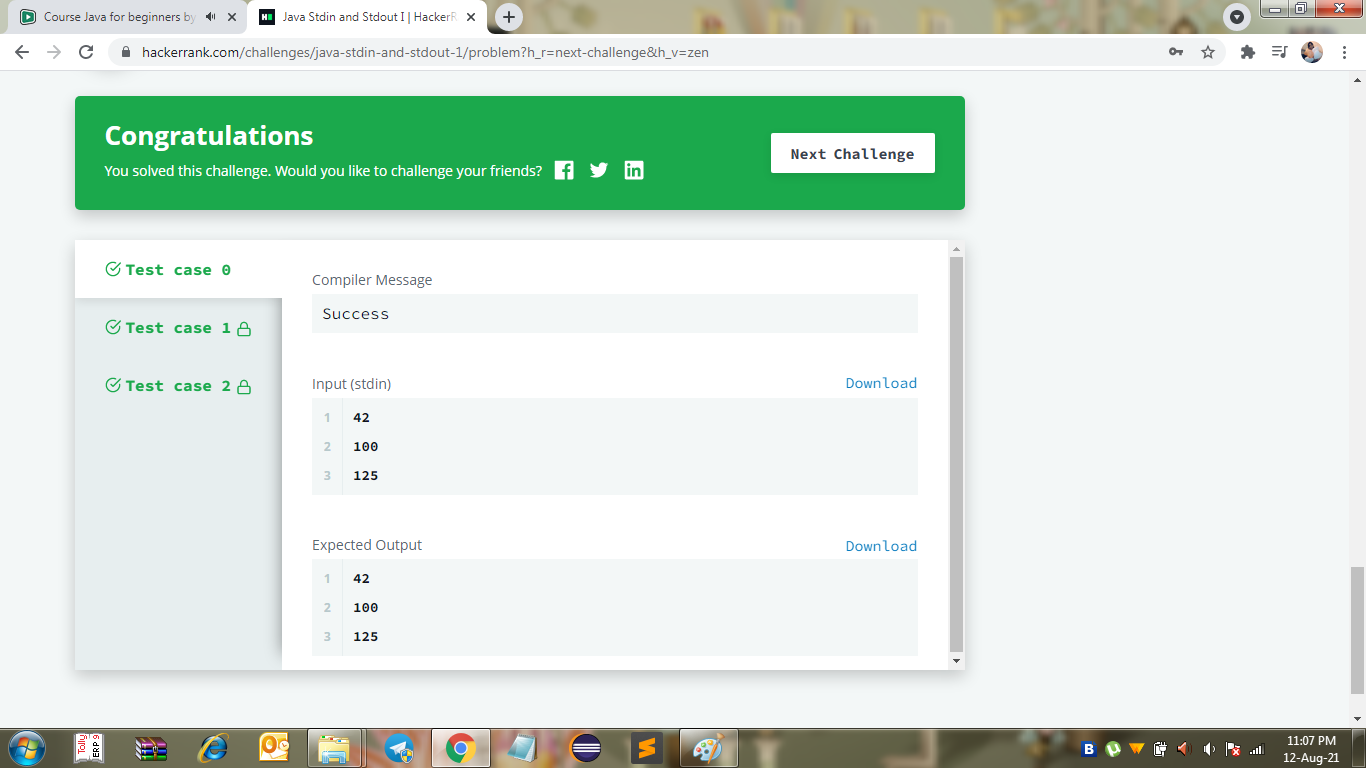 Course Java for beginners by
Java Stdin and Stdout I | HackerR
hackerrank.com/challenges/java-stdin-and-stdout-1/problem?h_r=next-challenge&h_v=zen
Congratulations
You solved this challenge. Would you like to challenge your friends?
Next Challenge
Test case 0
Test case 1
Test case 2
Compiler Message
Success
Input (stdin)
Download
1 42
2 100
3 125
Expected Output
Download
1 42
2 100
3 125
Tally
ERP 9
11:07 PM
12-Aug-21